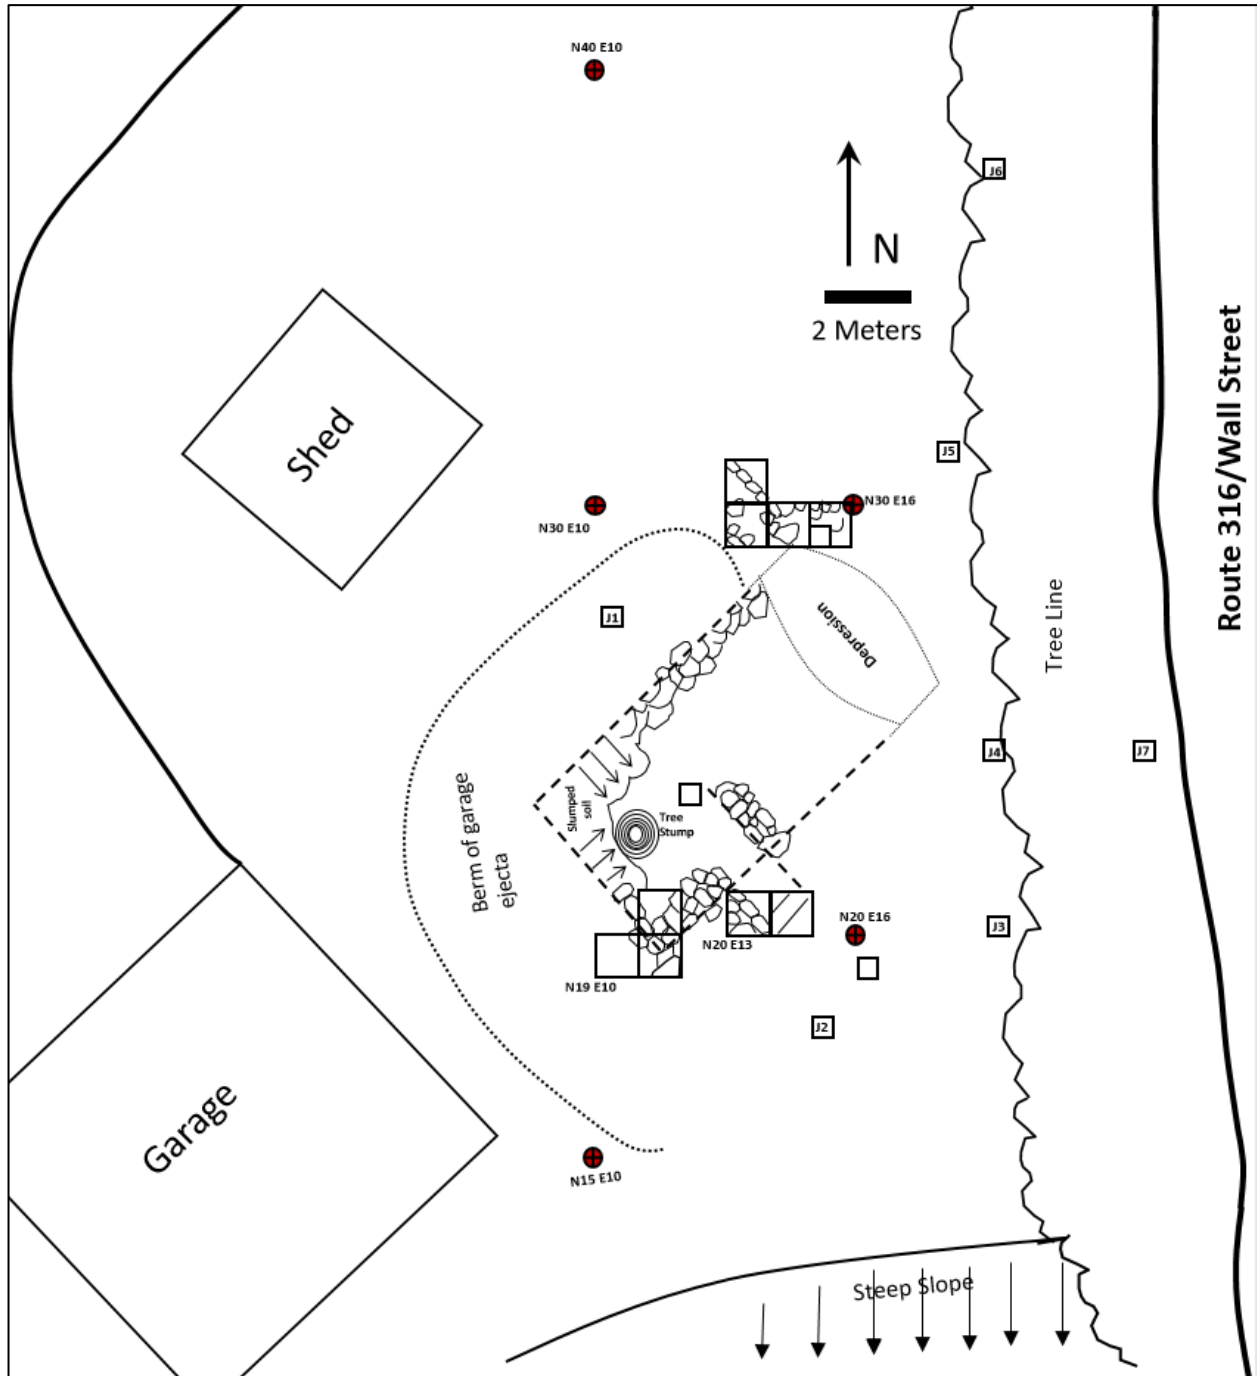 N40 E10
J6
N
2 Meters
Route 316/Wall Street
Shed
J5
N30 E16
N30 E10
J1
Depression
Tree Line
J4
J7
Slumped
soil
Tree
Stump
Berm of garage
ejecta
N20 E16
J3
N20 E13
N19 E10
J2
Garage
N15 E10
Steep Slope